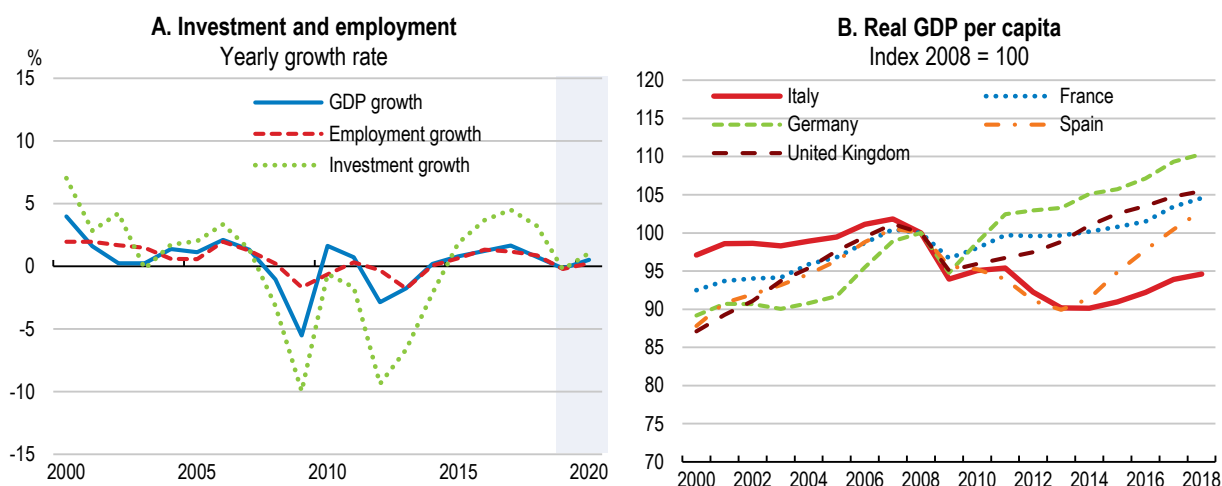 A. Investment and employment
Yearly growth rate
%
15
10
5
0
-5
-10
-15
GDP growth
Employment growth
Investment growth
2000 2005 2010 2015 2020
B. Real GDP per capita
Index 2008 = 100
120
115
110
105
100
95
90
85
80
75
70
Italy France
Germany Spain
United Kingdom
2000 2002 2004 2006 2008 2010 2012 2014 2016 2018